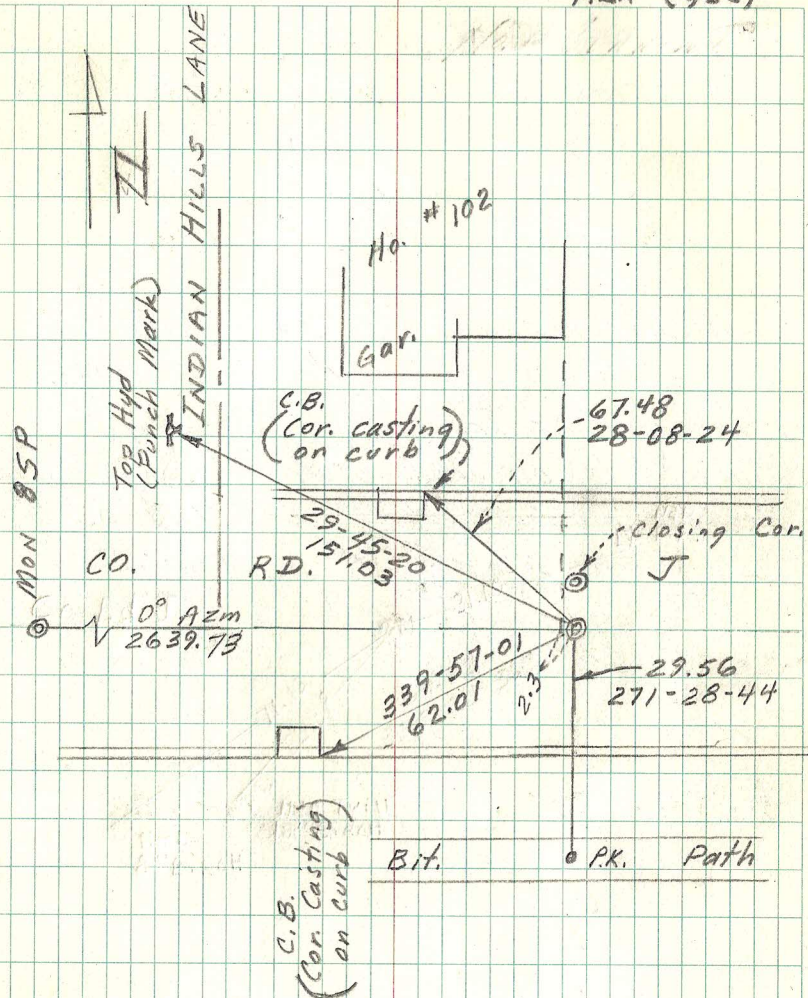 INDIAN HILLS LANE
Ho. #102
Gar.
Top Hyd
(Punch Mark)
C.B.
(Cor. casting
on curb)
67.48
28-08-24
MON 85P
CO. RD.
29-45-20
151.03
Closing Cor.
J
0° Azm
2639.73
339-57-01
62.01
2.3
29.56
271-28-44
C.B.
(Cor. Casting
on curb)
Bit. Path
P.K.